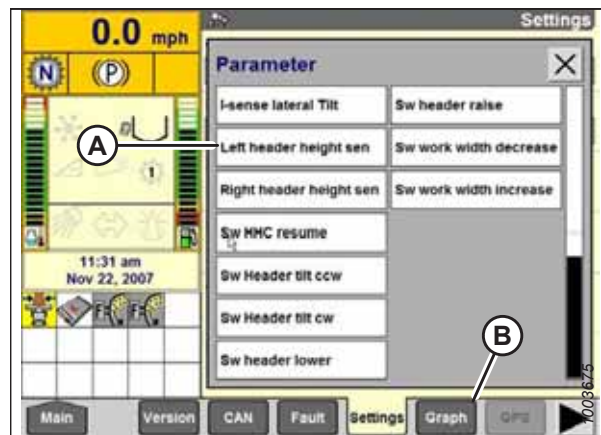 0.0 mph
Settings
N
(P)
Parameter
I-sense lateral Tilt
Sw header raise
A
Left header height sen
Sw work width decrease
1
Right header height sen
Sw work width increase
Sw HHC resume
11:31 am
Nov 22, 2007
Sw Header tilt ccw
Sw Header tilt cw
B
Sw header lower
1003675
Main
Version
CAN
Fault
Settings
Graph
GPS